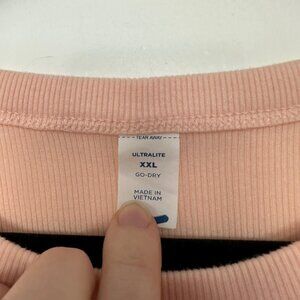 TEAR AWAY
ULTRALITE
XXL
GO-DRY
MADE IN
VIETNAM